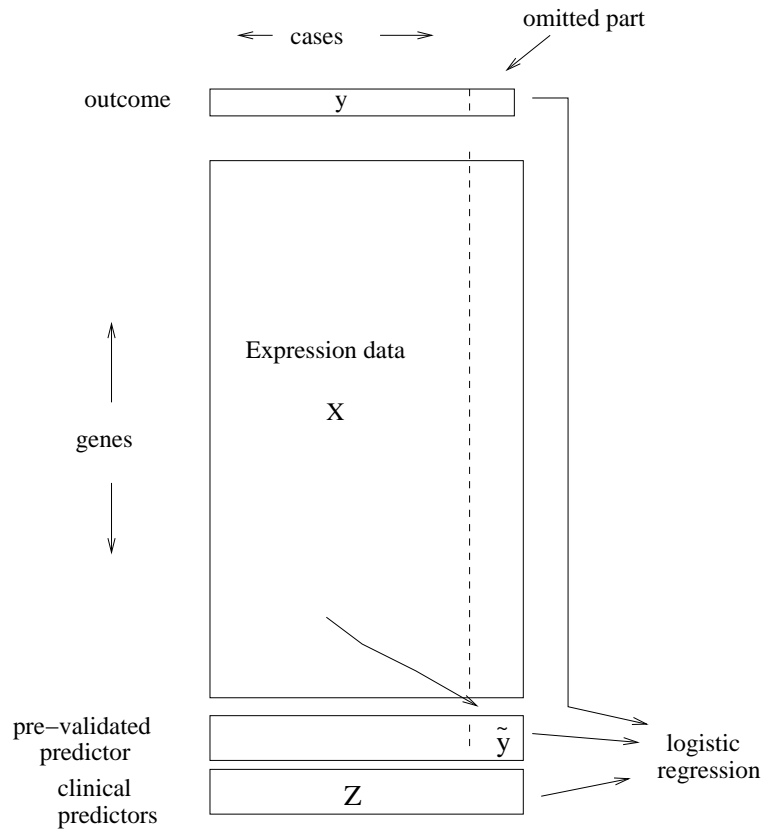 omitted part
cases
outcome
y
Expression data
X
genes
pre−validated
predictor
ỹ
logistic
regression
clinical
predictors
Z